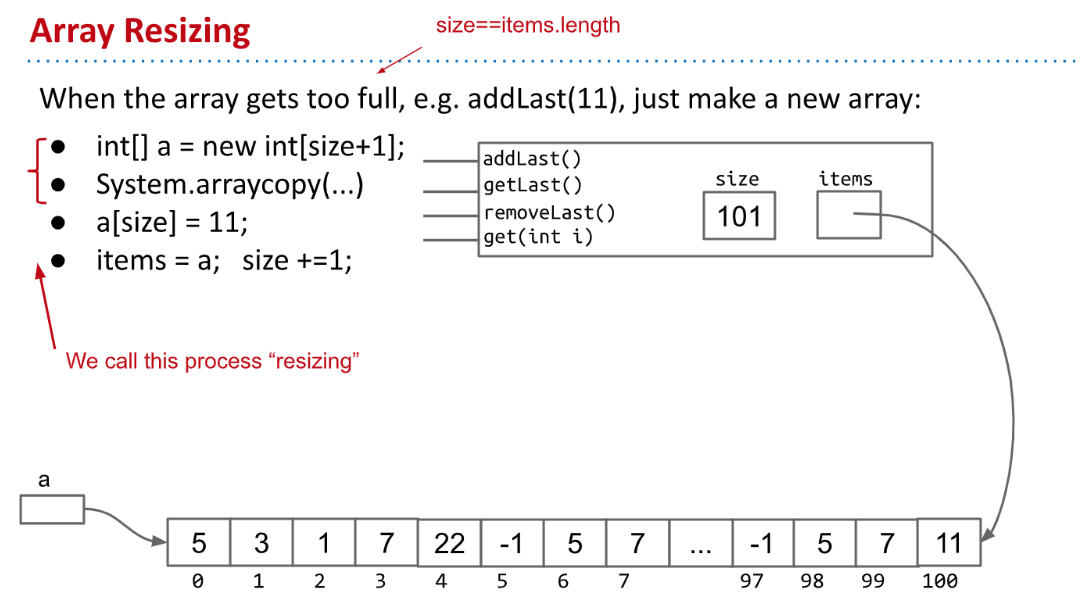 Array Resizing
size==items.length
When the array gets too full, e.g. addLast(11), just make a new array:
● int[] a = new int[size+1];
● System.arraycopy(...)
● a[size] = 11;
● items = a; size +=1;
We call this process “resizing”
addLast()
getLast()
removeLast()
get(int i)
size items
101
a
5 3 1 7 22 -1 5 7 ... -1 5 7 11
0 1 2 3 4 5 6 7 97 98 99 100